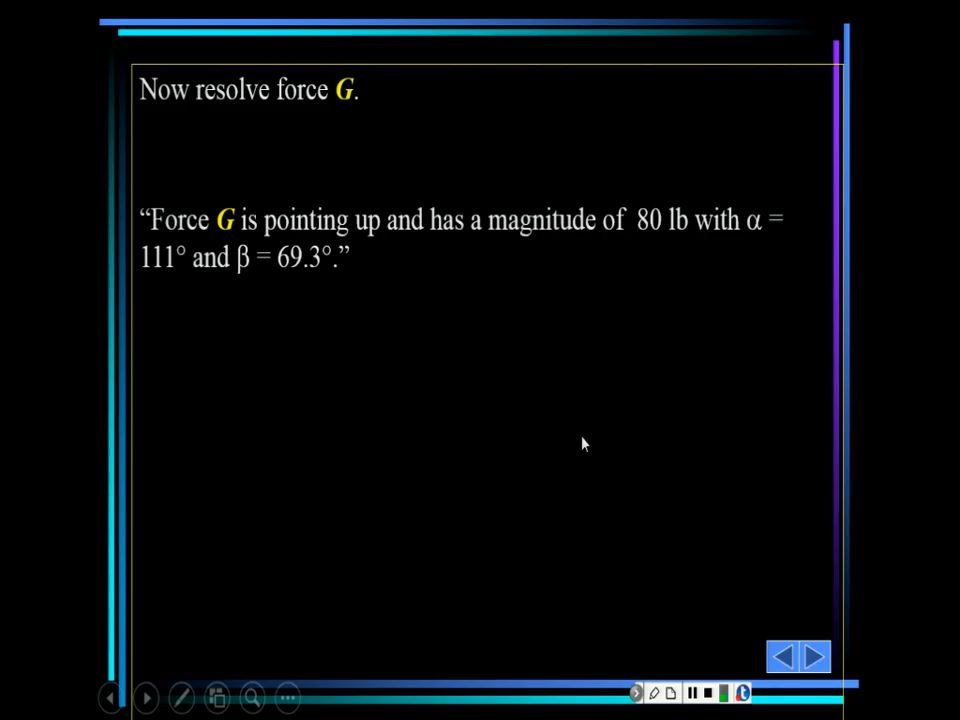 Now resolve force G.
“Force G is pointing up and has a magnitude of 80 lb with α =
111° and β = 69.3°.”